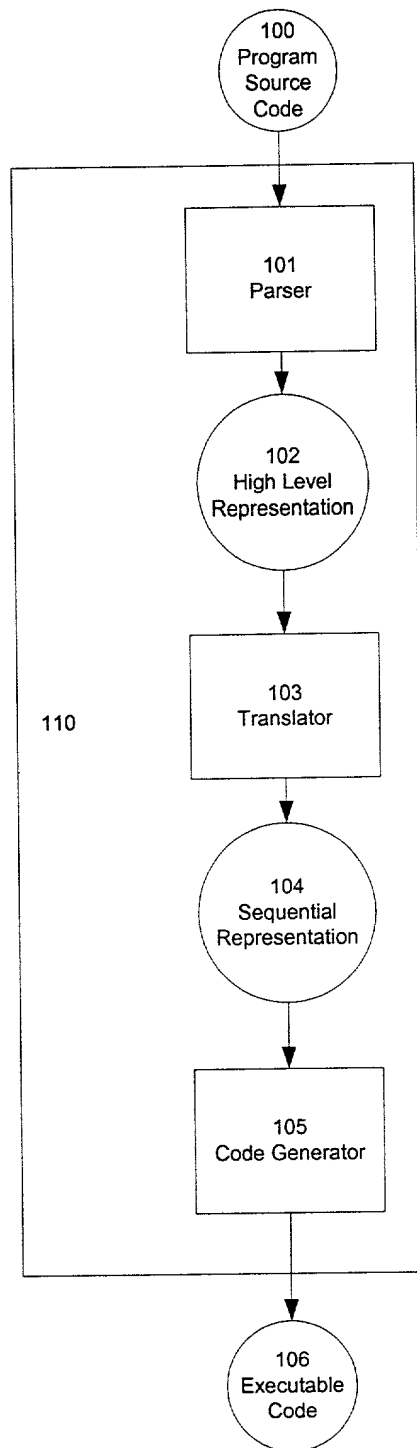 100
Program
Source
Code
101
Parser
102
High Level
Representation
103
Translator
110
104
Sequential
Representation
105
Code Generator
106
Executable
Code